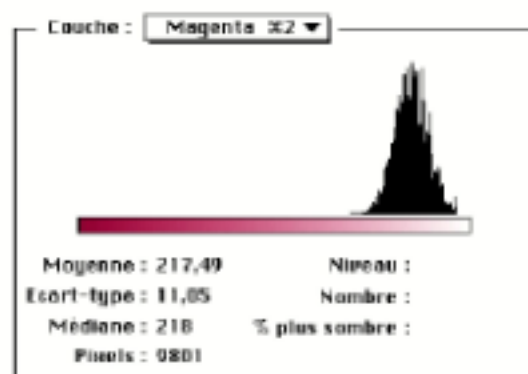 Couche : Magenta ⌘2
Moyenne : 217,49 Niveau :
Ecart-type : 11,05 Nombre :
Médiane : 218 % plus sombre :
Pixels : 9801